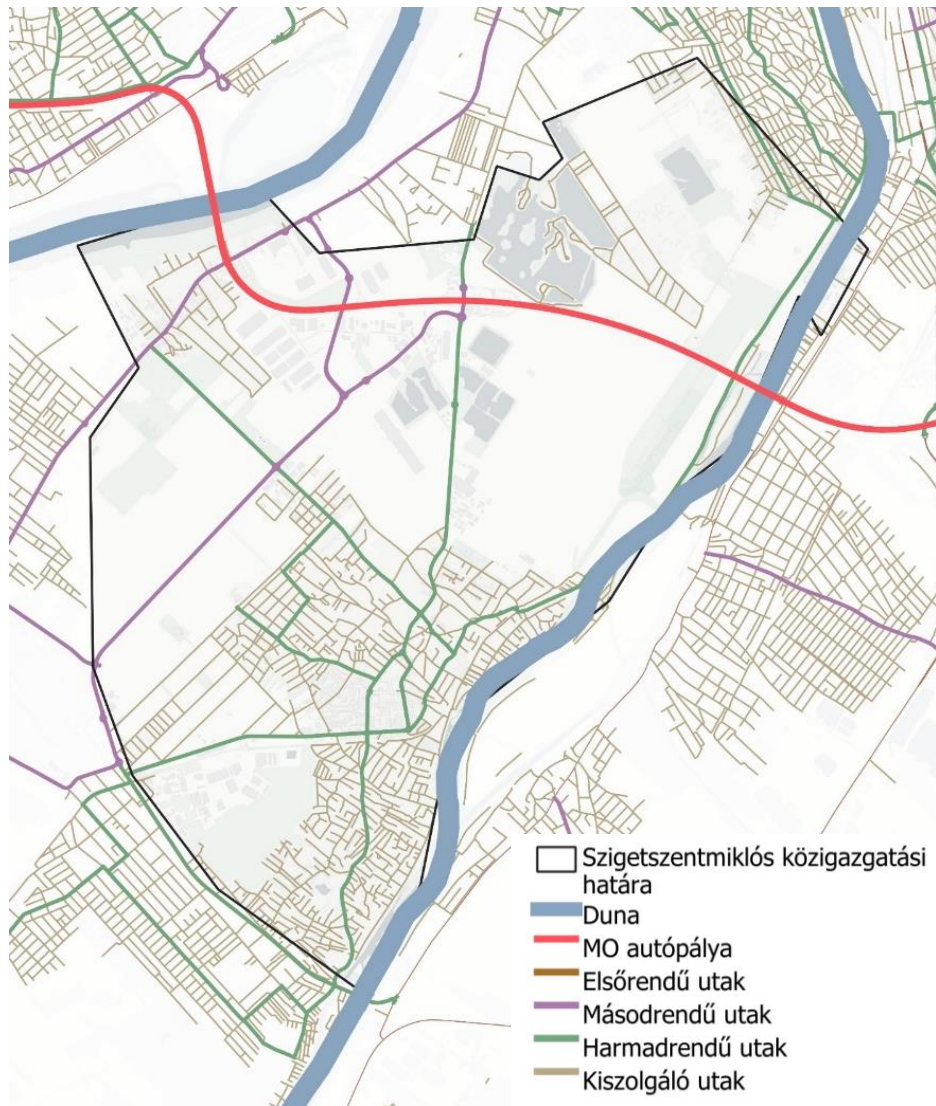 Szigetszentmiklós közigazgatási
határa
Duna
MO autópálya
Elsőrendű utak
Másodrendű utak
Harmadrendű utak
Kiszolgáló utak